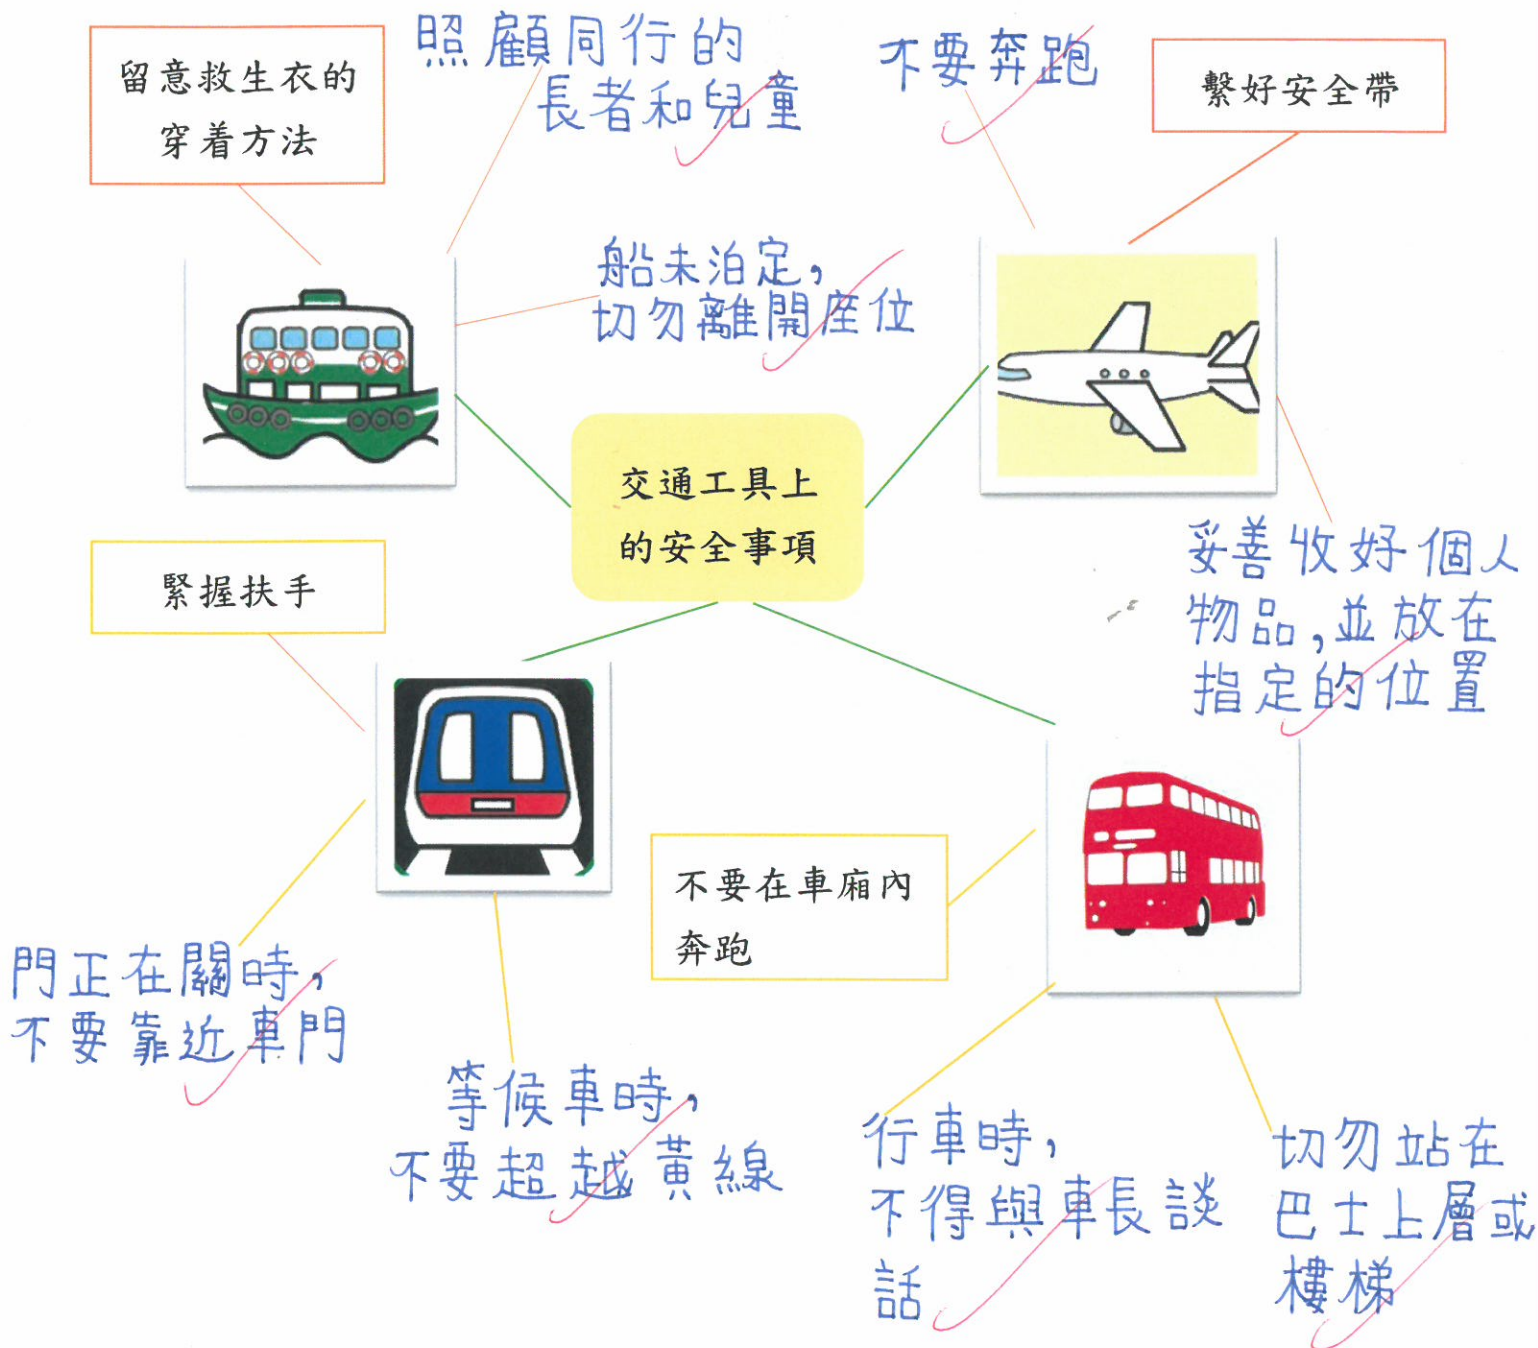 留意救生衣的
穿着方法
照顧同行的
長者和兒童
不要奔跑
繫好安全帶
船未泊定，
切勿離開座位
交通工具上
的安全事項
妥善收好個人
物品，並放在
指定的位置
緊握扶手
不要在車廂內
奔跑
門正在關時，
不要靠近車門
等候車時，
不要超越黃線
行車時，
不得與車長談
話
切勿站在
巴士上層或
樓梯